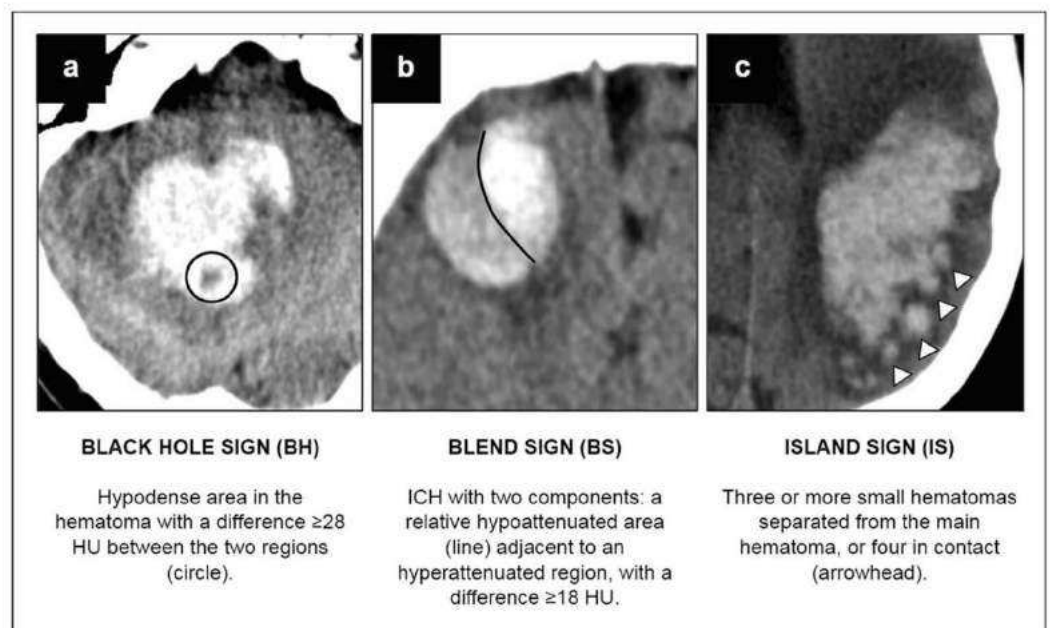 a
b
c
BLACK HOLE SIGN (BH)
Hypodense area in the
hematoma with a difference ≥28
HU between the two regions
(circle).
BLEND SIGN (BS)
ICH with two components: a
relative hypoattenuated area
(line) adjacent to an
hyperattenuated region, with a
difference ≥18 HU.
ISLAND SIGN (IS)
Three or more small hematomas
separated from the main
hematoma, or four in contact
(arrowhead).